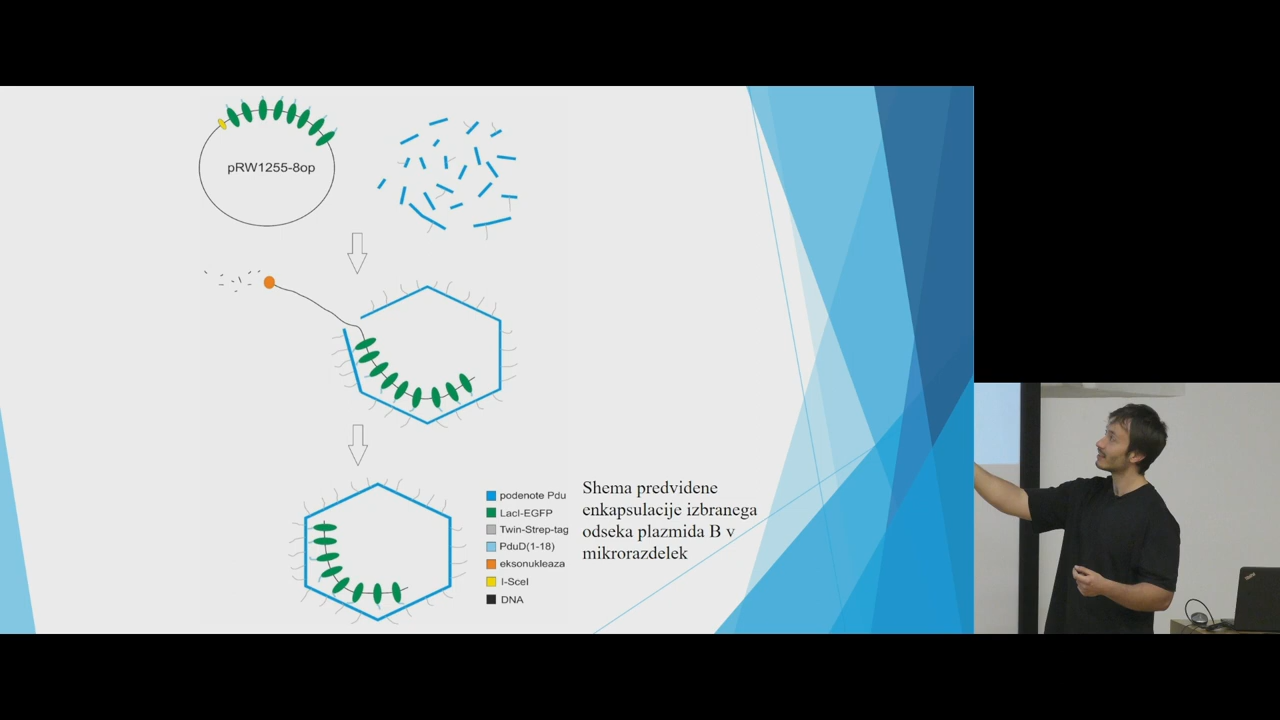 pRW1255-8op
podenote Pdu
LacI-EGFP
Twin-Strep-tag
PduD(1-18)
eksonukleaza
I-SceI
DNA
Shema predvidene
enkapsulacije izbranega
odseka plazmida B v
mikrorazdelek